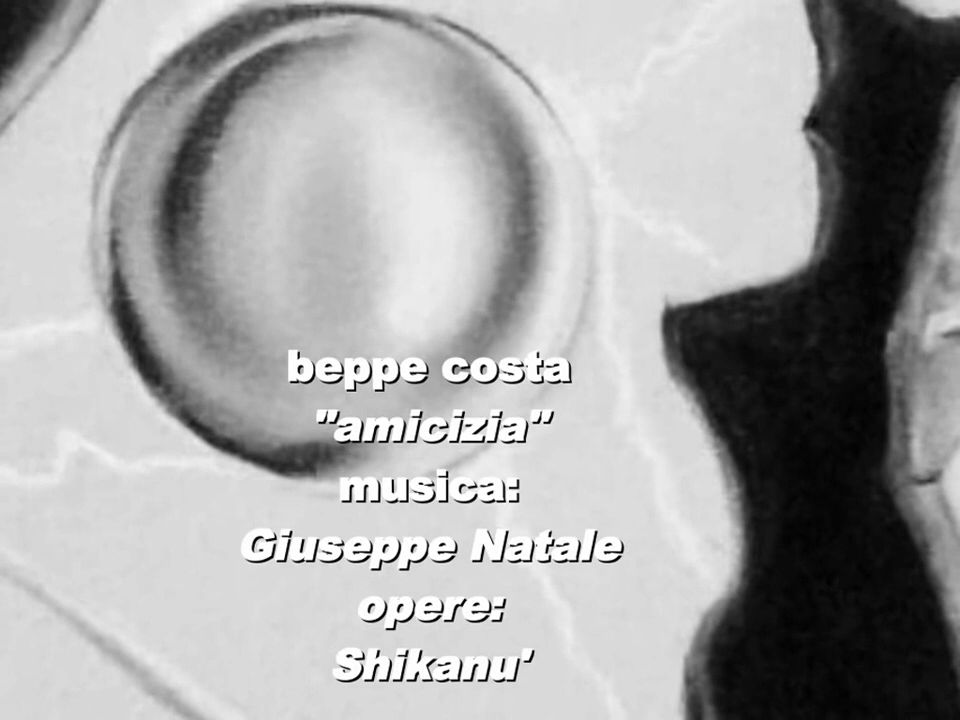 beppe costa
"amicizia"
musica:
Giuseppe Natale
opere:
Shikanu'